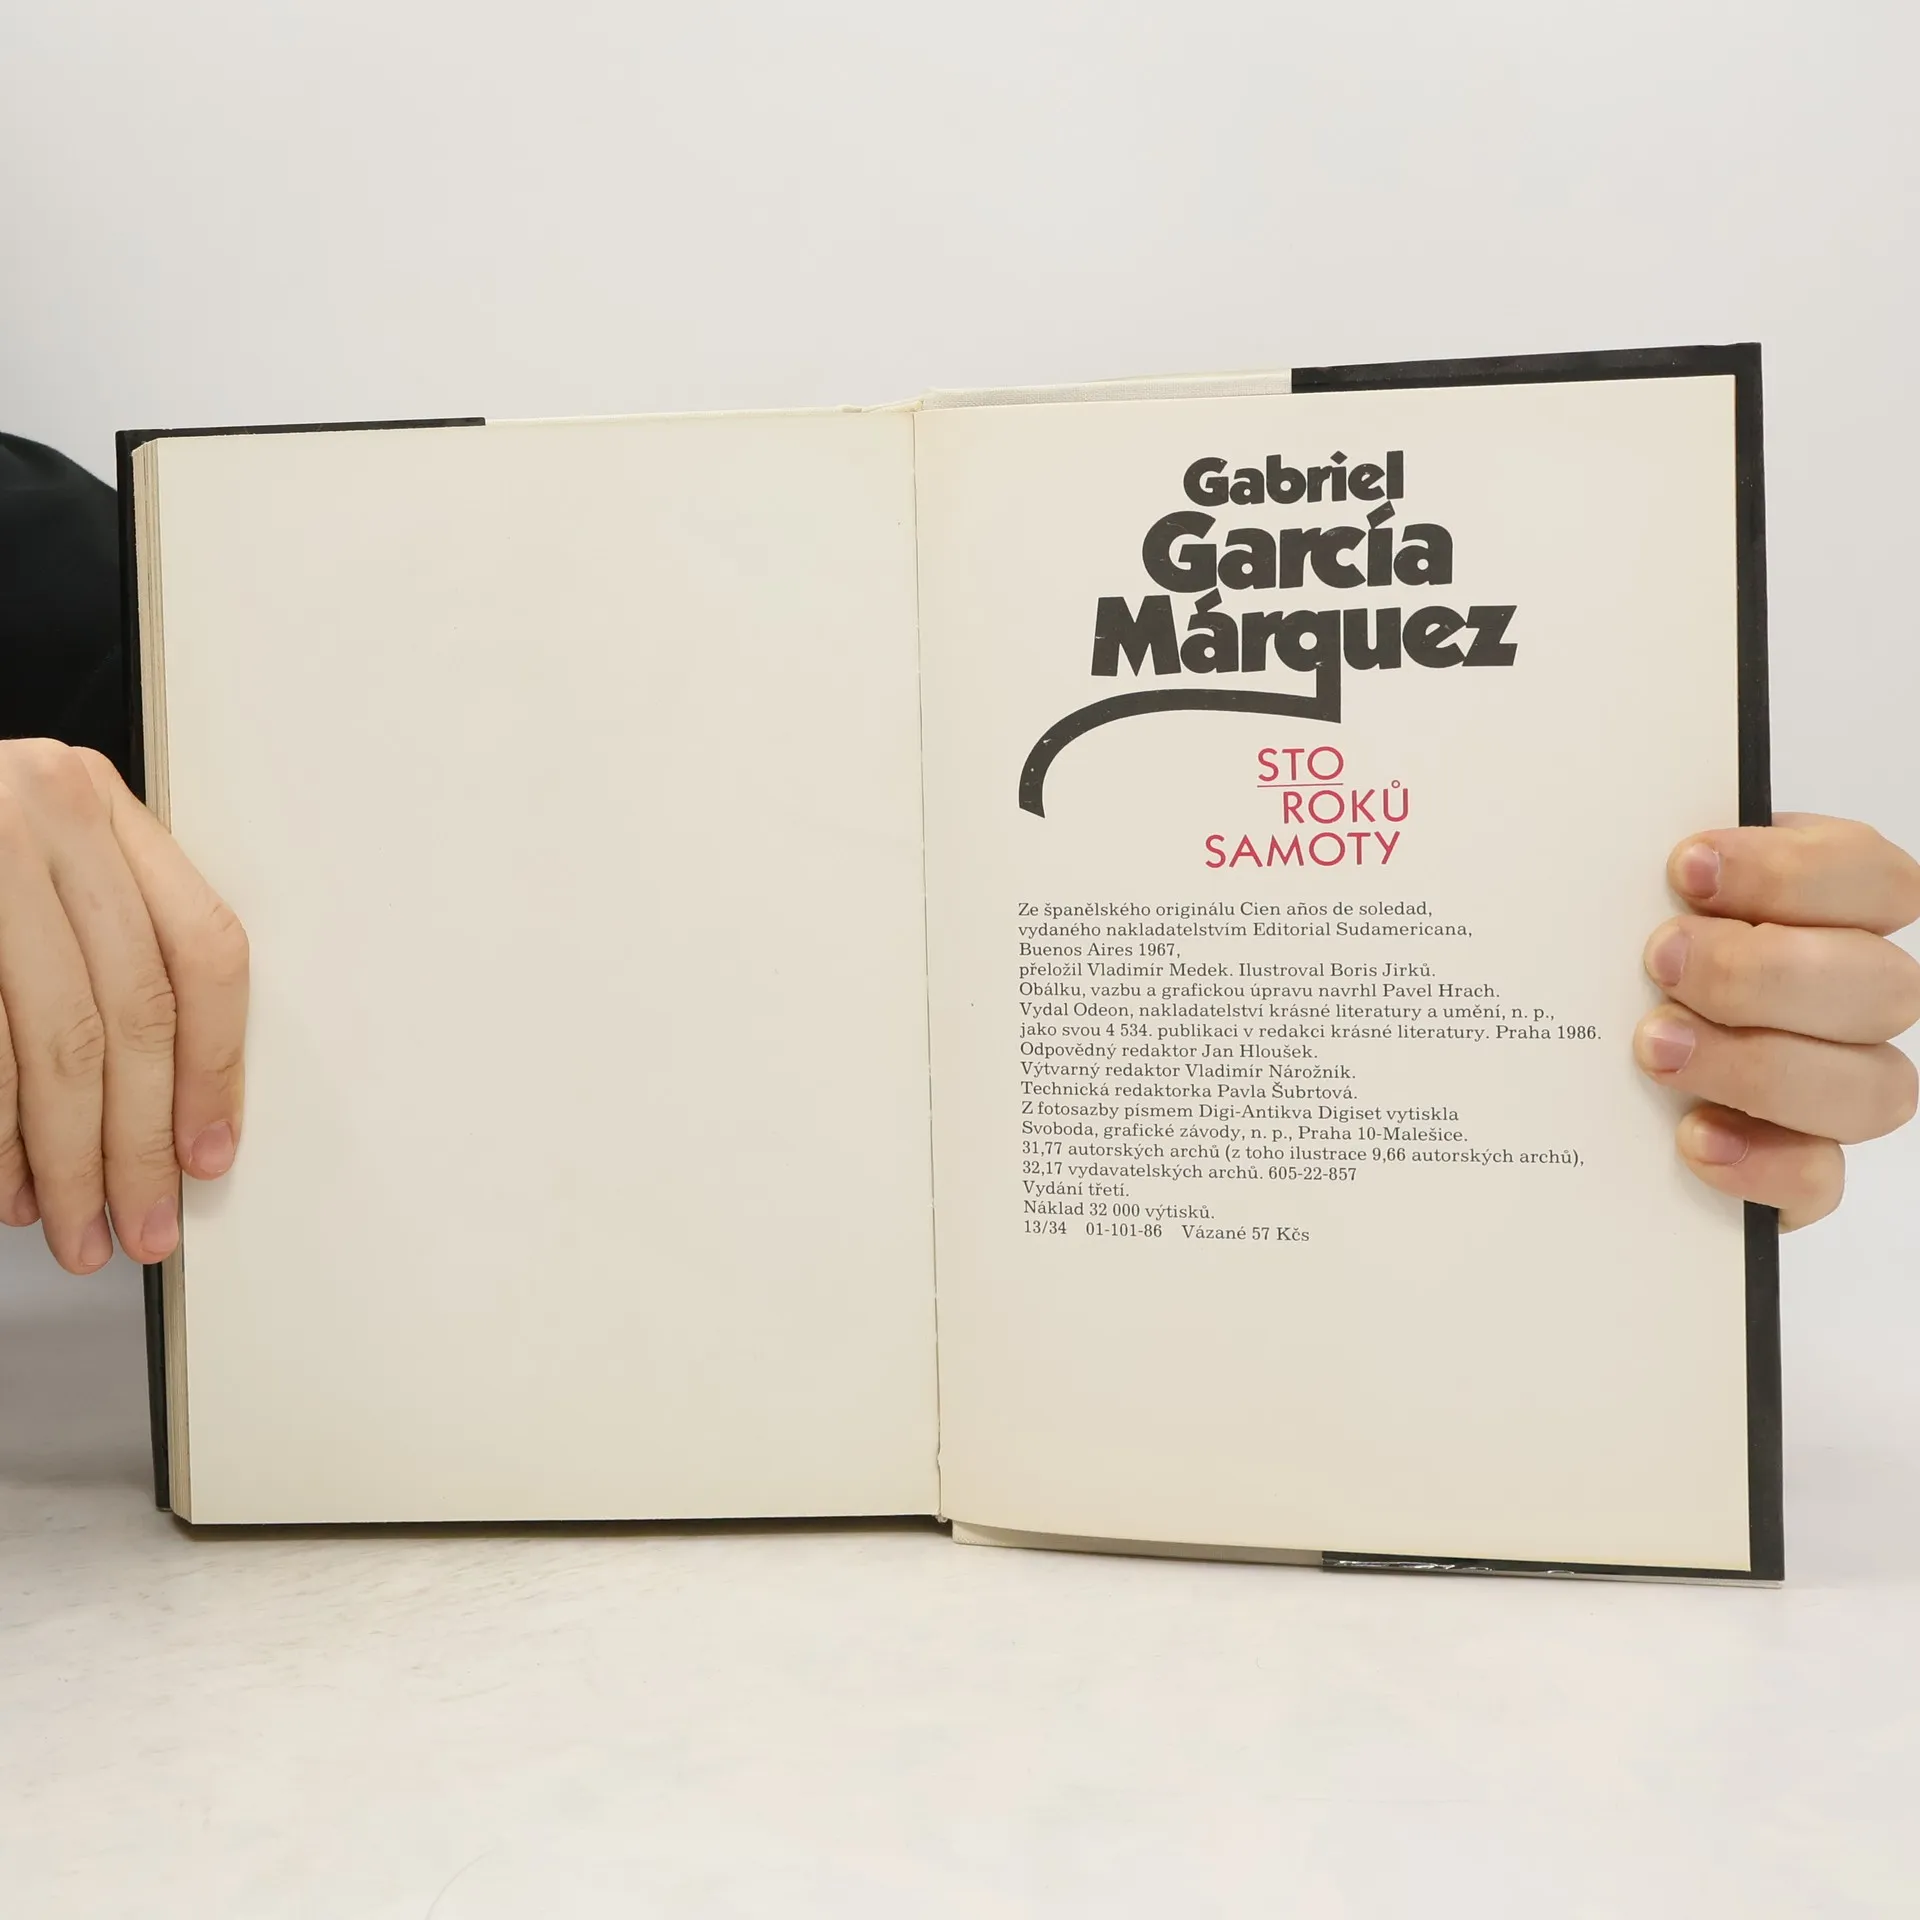 Gabriel
García
Márquez
STO
ROKŮ
SAMOTY
Ze španělského originálu Cien años de soledad,
vydaného nakladatelstvím Editorial Sudamericana,
Buenos Aires 1967,
přeložil Vladimír Medek. Ilustroval Boris Jirků.
Obálku, vazbu a grafickou úpravu navrhl Pavel Hrach.
Vydal Odeon, nakladatelství krásné literatury a umění, n. p.,
jako svou 4 534. publikaci v redakci krásné literatury. Praha 1986.
Odpovědný redaktor Jan Hloušek.
Výtvarný redaktor Vladimír Nárožník.
Technická redaktorka Pavla Šubrtová.
Z fotosazby písmem Digi-Antikva Digiset vytiskla
Svoboda, grafické závody, n. p., Praha 10-Malešice.
31,77 autorských archů (z toho ilustrace 9,66 autorských archů),
32,17 vydavatelských archů. 605-22-857
Vydání třetí.
Náklad 32 000 výtisků.
13/34 01-101-86 Vázané 57 Kčs